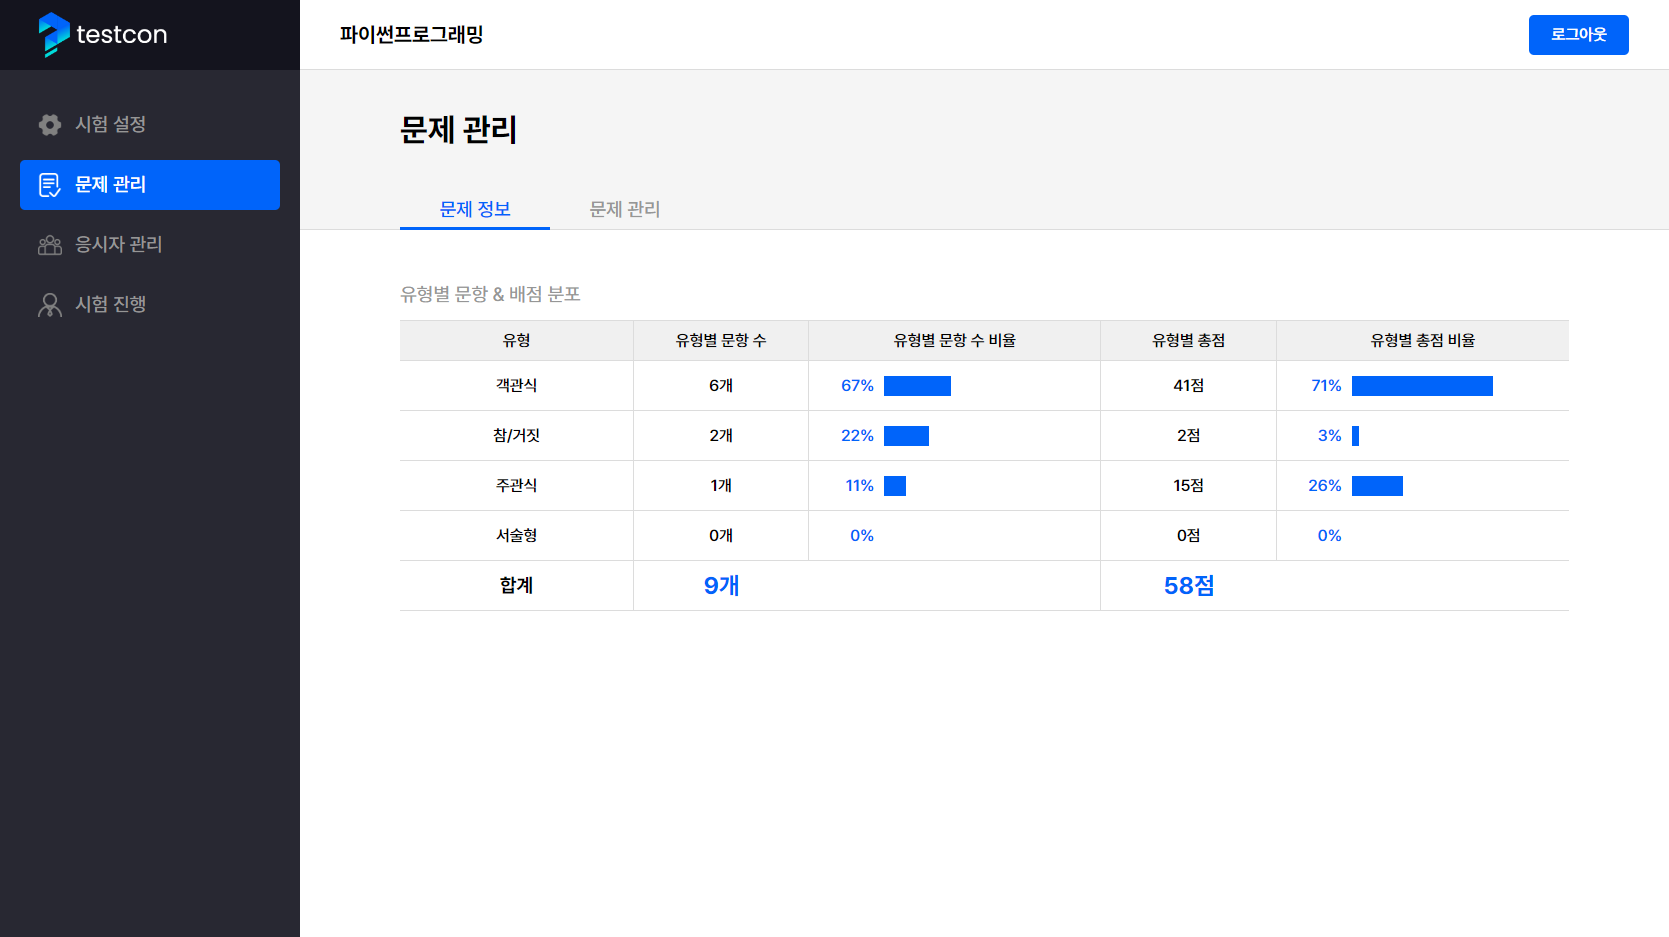 testcon
파이썬프로그래밍
로그아웃
시험 설정
문제 관리
응시자 관리
시험 진행
문제 관리
문제 정보 문제 관리
유형별 문항 & 배점 분포
유형 유형별 문항 수 유형별 문항 수 비율 유형별 총점 유형별 총점 비율
객관식 6개 67% 41점 71%
참/거짓 2개 22% 2점 3%
주관식 1개 11% 15점 26%
서술형 0개 0% 0점 0%
합계 9개 58점